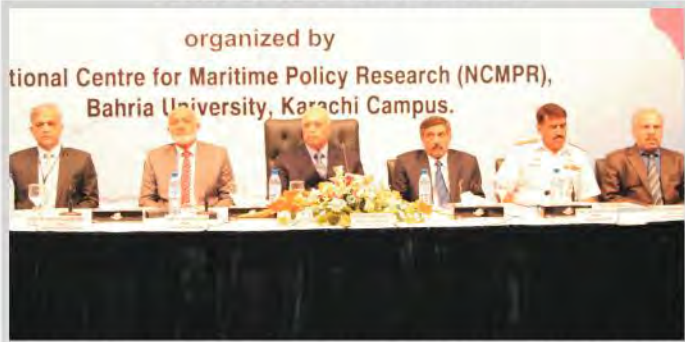 organized by
tional Centre for Maritime Policy Research (NCMPR),
Bahria University, Karachi Campus.